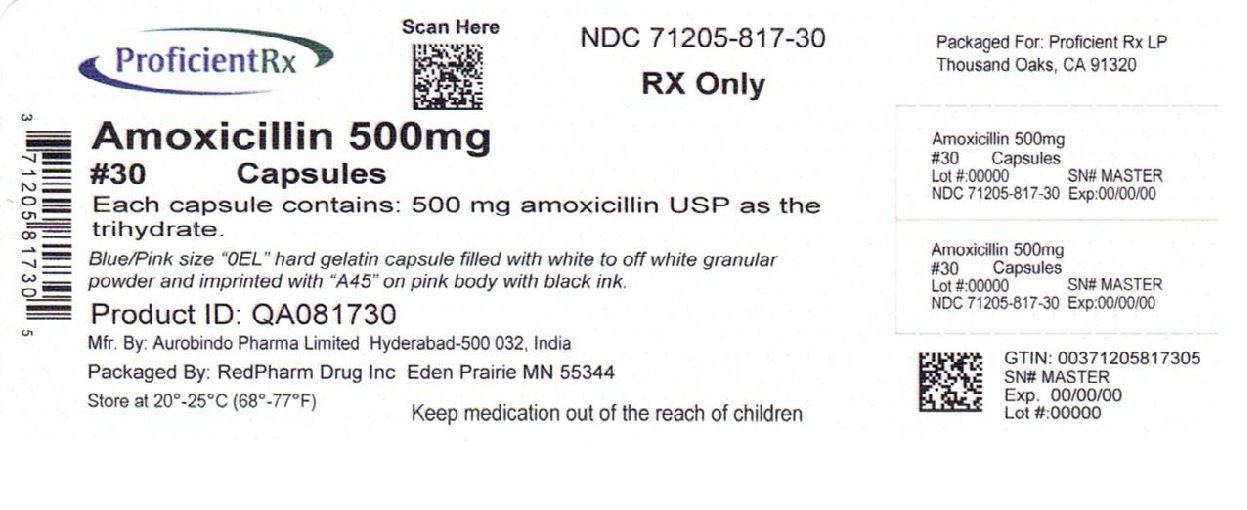 ProficientRx
Scan Here
NDC 71205-817-30
RX Only
Amoxicillin 500mg
#30 Capsules
Each capsule contains: 500 mg amoxicillin USP as the
trihydrate.
Blue/Pink size "0EL" hard gelatin capsule filled with white to off white granular
powder and imprinted with "A45" on pink body with black ink.
Product ID: QA081730
Mfr. By: Aurobindo Pharma Limited Hyderabad-500 032, India
Packaged By: RedPharm Drug Inc Eden Prairie MN 55344
Store at 20°-25°C (68°-77°F)
Keep medication out of the reach of children
3 71205 81730 5
Packaged For: Proficient Rx LP
Thousand Oaks, CA 91320
Amoxicillin 500mg
#30 Capsules
Lot #:00000 SN# MASTER
NDC 71205-817-30 Exp:00/00/00
Amoxicillin 500mg
#30 Capsules
Lot #:00000 SN# MASTER
NDC 71205-817-30 Exp:00/00/00
GTIN: 00371205817305
SN# MASTER
Exp. 00/00/00
Lot #:00000